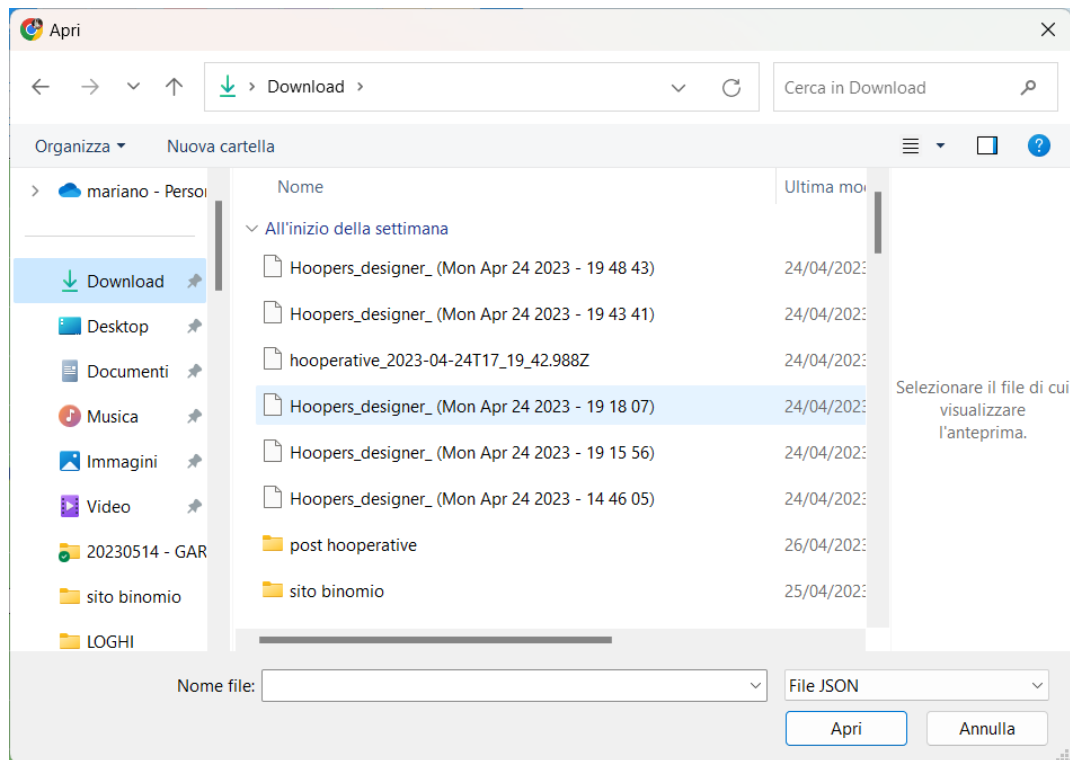 Apri
Download
Cerca in Download
Organizza
Nuova cartella
mariano - Person
Download
Desktop
Documenti
Musica
Immagini
Video
20230514 - GAR
sito binomio
LOGHI
Nome
Ultima mo
All'inizio della settimana
Hoopers_designer_ (Mon Apr 24 2023 - 19 48 43)
24/04/2023
Hoopers_designer_ (Mon Apr 24 2023 - 19 43 41)
24/04/2023
hooperative_2023-04-24T17_19_42.988Z
24/04/2023
Hoopers_designer_ (Mon Apr 24 2023 - 19 18 07)
24/04/2023
Hoopers_designer_ (Mon Apr 24 2023 - 19 15 56)
24/04/2023
Hoopers_designer_ (Mon Apr 24 2023 - 14 46 05)
24/04/2023
post hooperative
26/04/2023
sito binomio
25/04/2023
Selezionare il file di cui
visualizzare
l'anteprima.
Nome file:
File JSON
Apri
Annulla